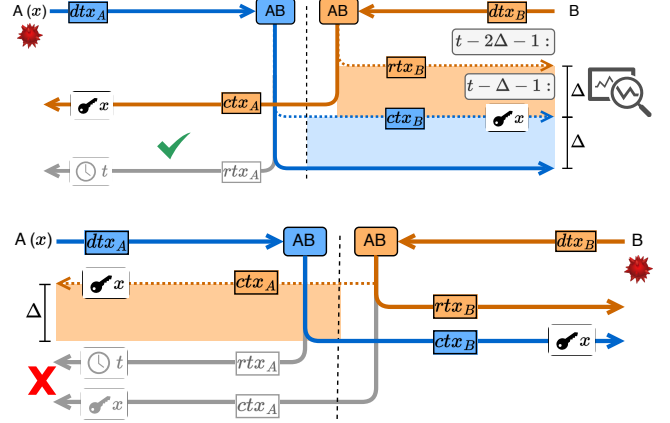 A (x) dtx_A AB AB dtx_B B
t − 2Δ − 1 :
rtx_B
t − Δ − 1 :
Δ
x ctx_A
ctx_B x
Δ
t rtx_A
A (x) dtx_A AB AB dtx_B B
x ctx_A
Δ
rtx_B
ctx_B x
t rtx_A
X
x ctx_A